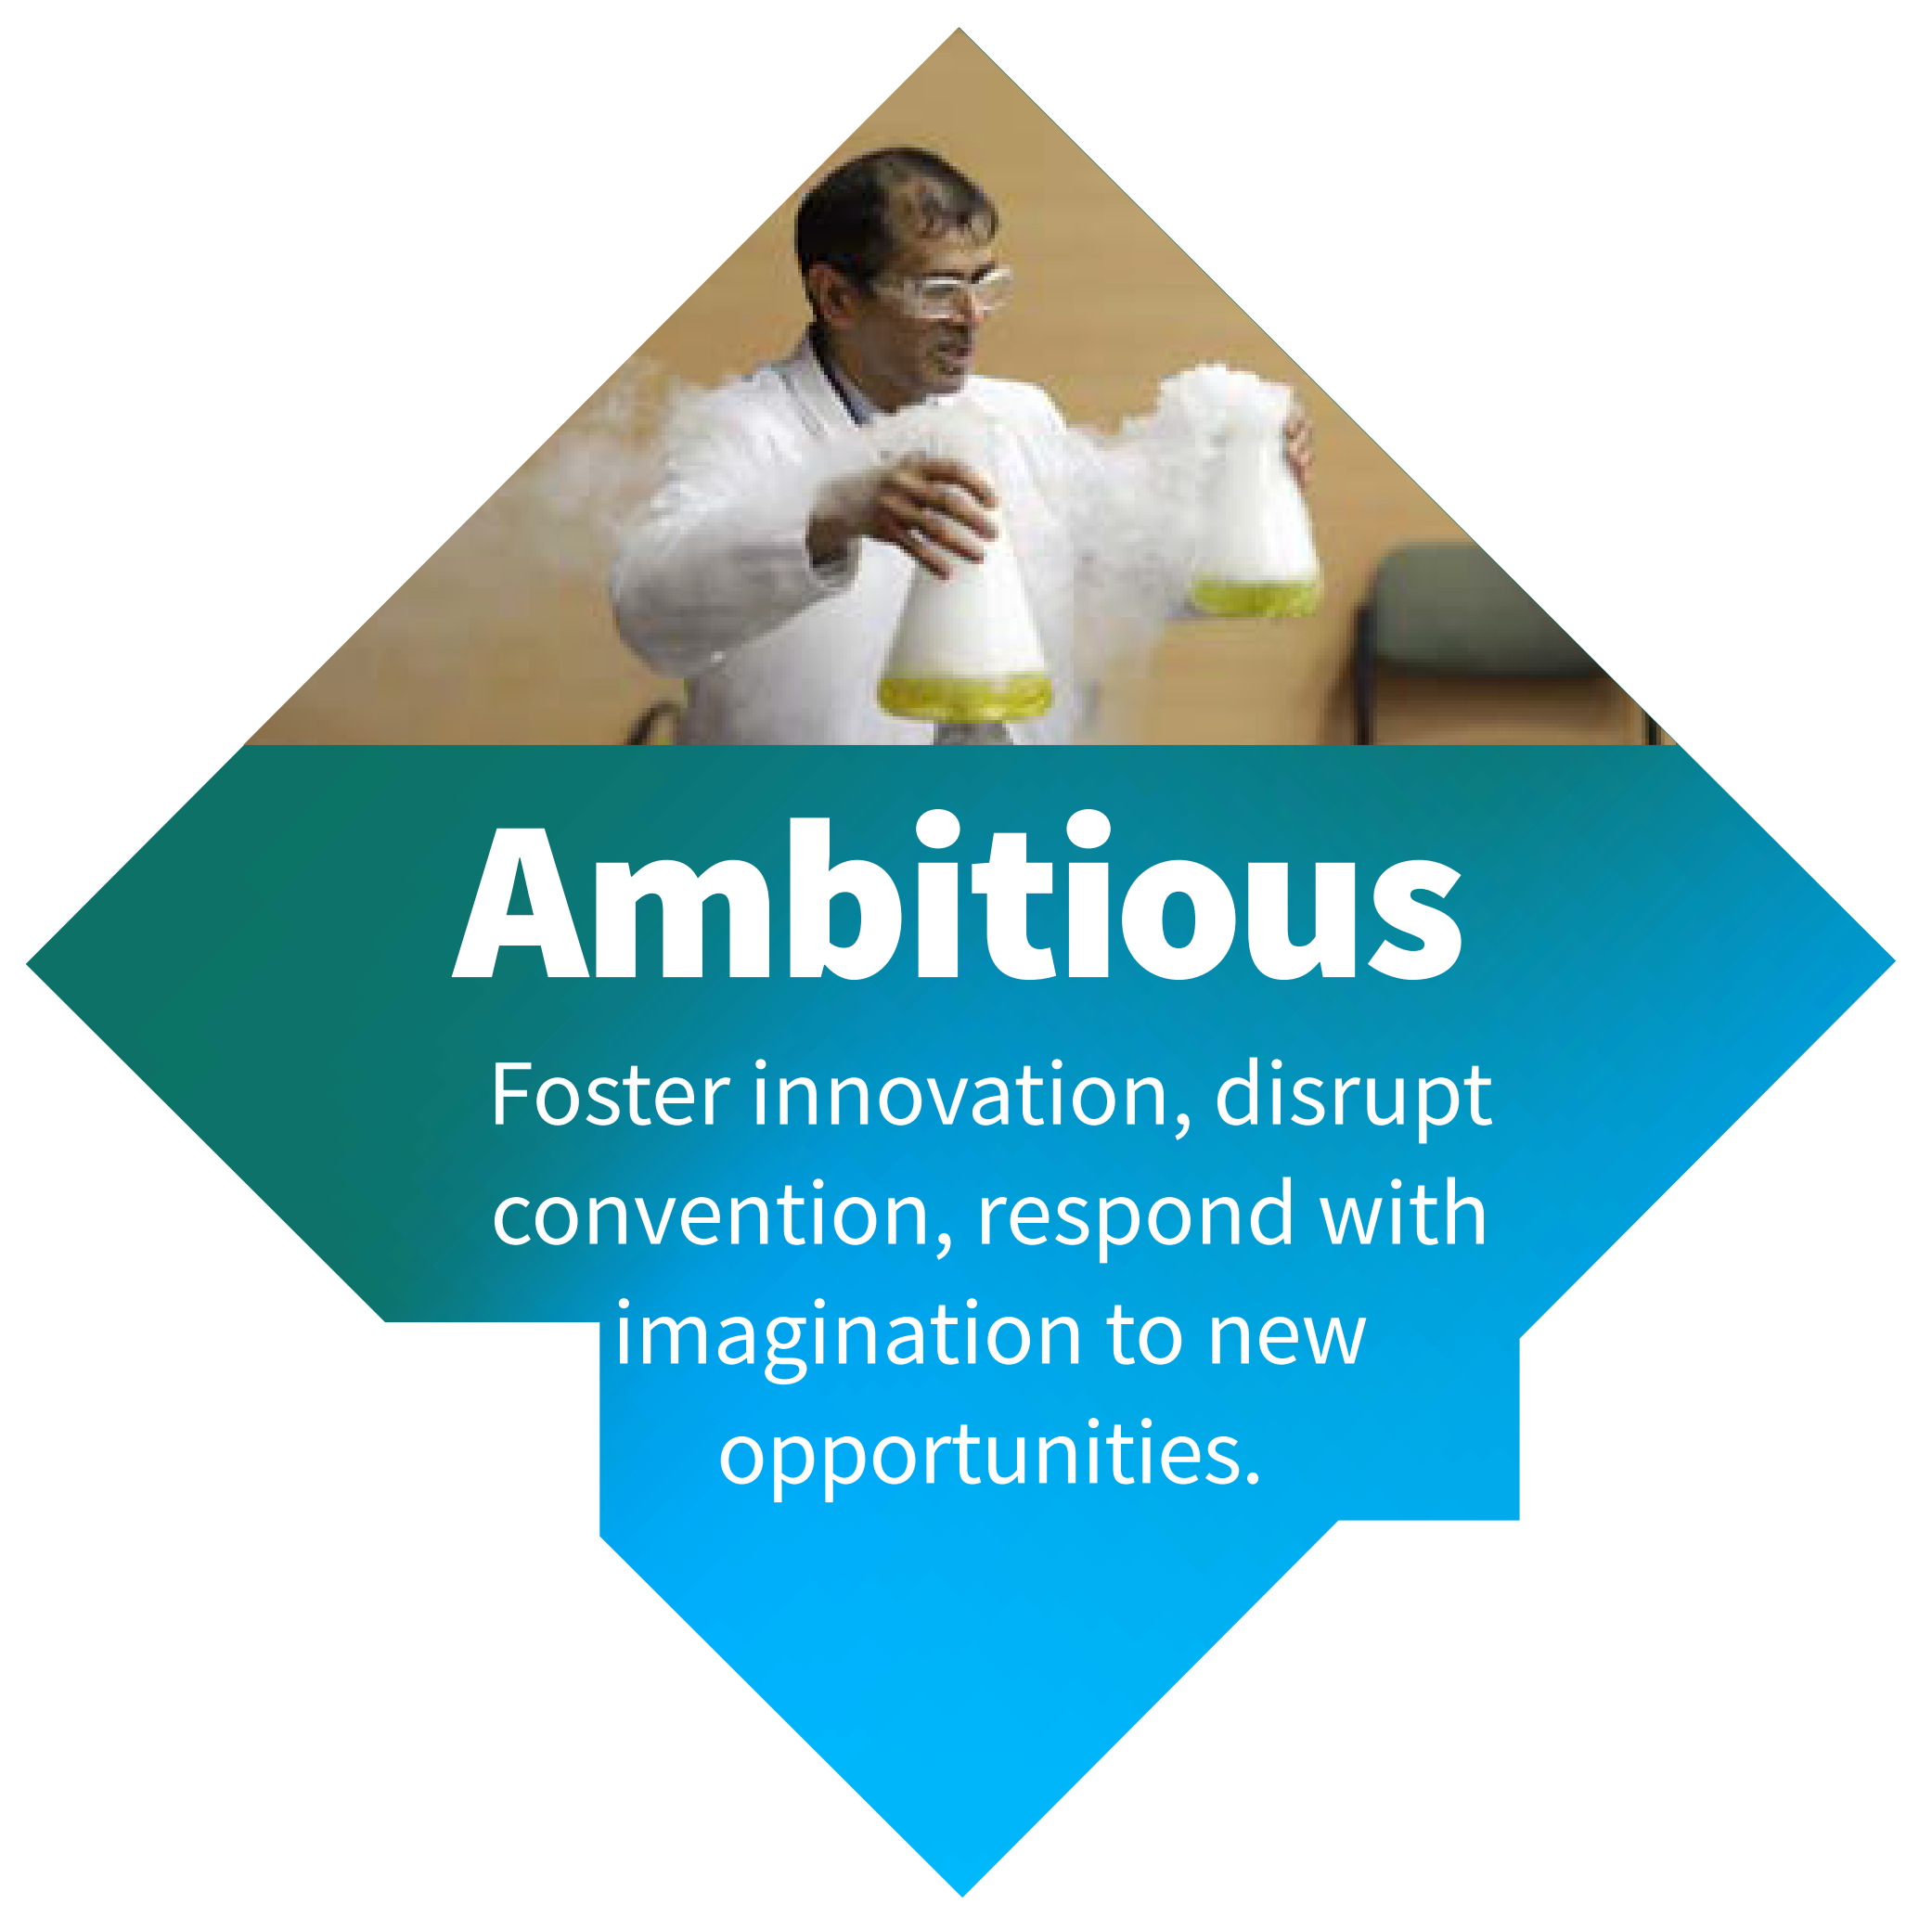 Ambitious
Foster innovation, disrupt
convention, respond with
imagination to new
opportunities.